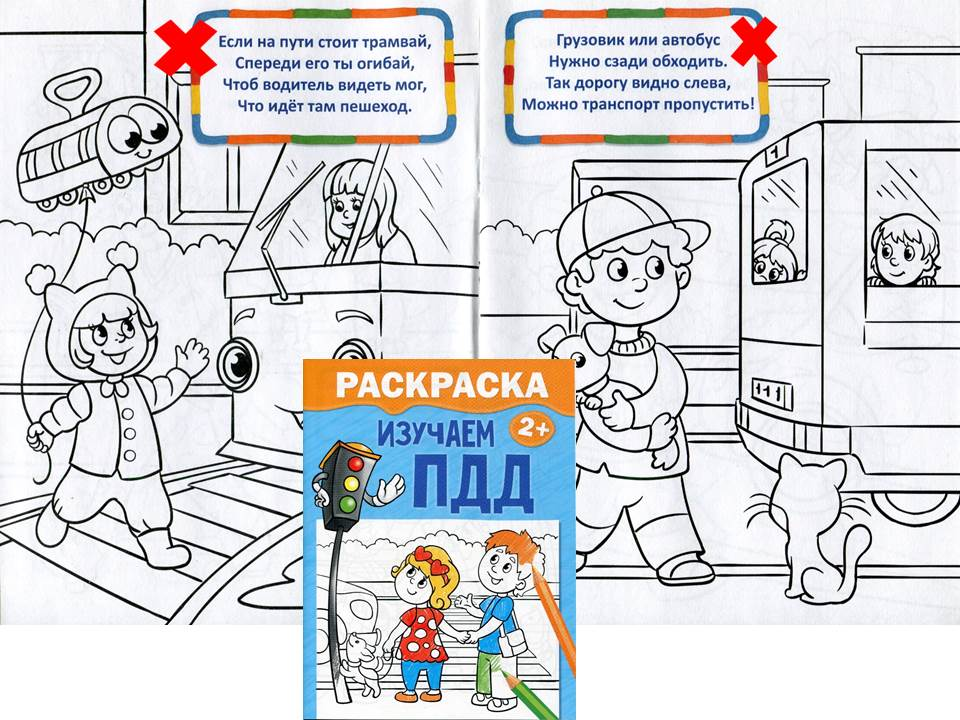 Если на пути стоит трамвай,
Спереди его ты огибай,
Чтоб водитель видеть мог,
Что идёт там пешеход.
Грузовик или автобус
Нужно сзади обходить.
Так дорогу видно слева,
Можно транспорт пропустить!
1
111
РАСКРАСКА
ИЗУЧАЕМ
2+
ПДД